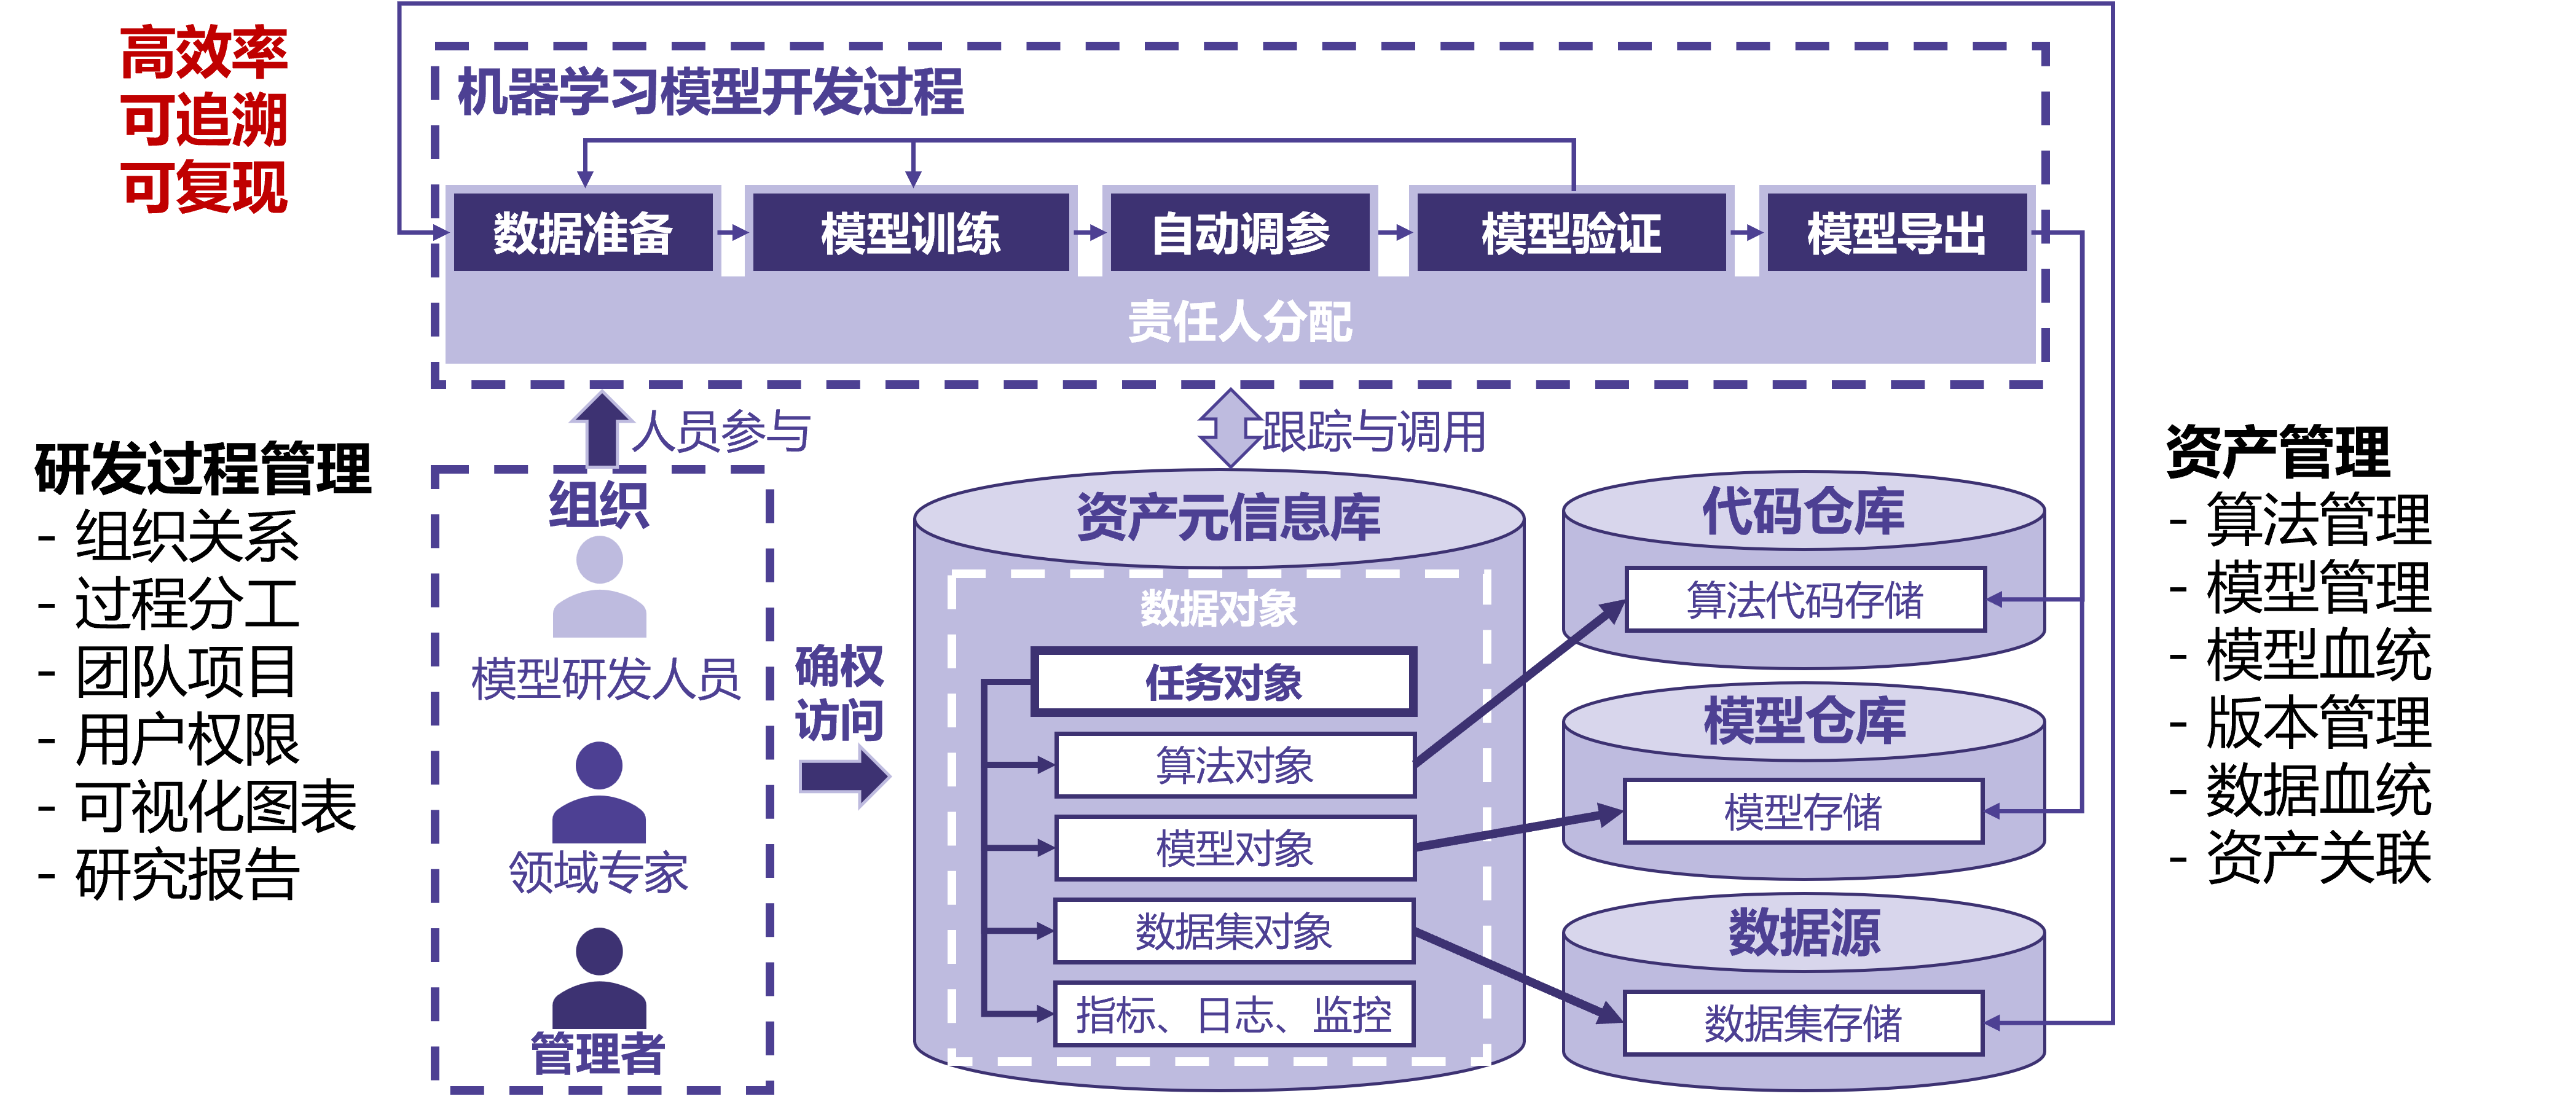 高效率
可追溯
可复现
机器学习模型开发过程
数据准备
模型训练
自动调参
模型验证
模型导出
责任人分配
人员参与
跟踪与调用
研发过程管理
- 组织关系
- 过程分工
- 团队项目
- 用户权限
- 可视化图表
- 研究报告
组织
模型研发人员
领域专家
管理者
确权
访问
资产元信息库
数据对象
任务对象
算法对象
模型对象
数据集对象
指标、日志、监控
代码仓库
算法代码存储
模型仓库
模型存储
数据源
数据集存储
资产管理
- 算法管理
- 模型管理
- 模型血统
- 版本管理
- 数据血统
- 资产关联